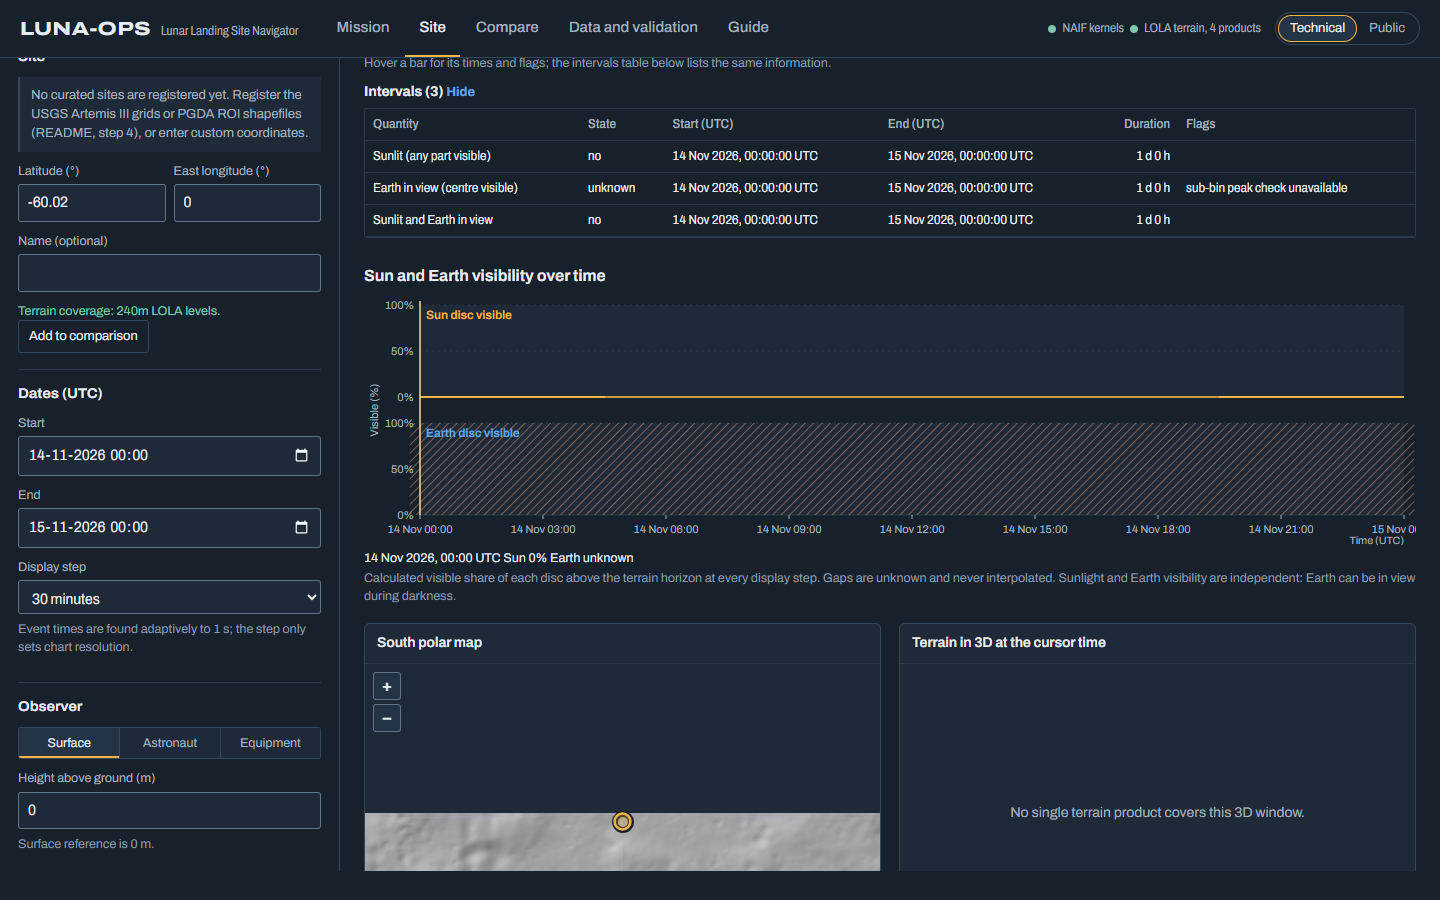 LUNA-OPS Lunar Landing Site Navigator Mission Site Compare Data and validation Guide NAIF kernels LOLA terrain, 4 products Technical Public
Site
No curated sites are registered yet. Register the
USGS Artemis III grids or PGDA ROI shapefiles
(README, step 4), or enter custom coordinates.
Latitude (°) East longitude (°)
-60.02 0
Name (optional)
Terrain coverage: 240m LOLA levels.
Add to comparison
Dates (UTC)
Start
14-11-2026 00:00
End
15-11-2026 00:00
Display step
30 minutes
Event times are found adaptively to 1 s; the step only
sets chart resolution.
Observer
Surface Astronaut Equipment
Height above ground (m)
0
Surface reference is 0 m.
Hover a bar for its times and flags; the intervals table below lists the same information.
Intervals (3) Hide
Quantity State Start (UTC) End (UTC) Duration Flags
Sunlit (any part visible) no 14 Nov 2026, 00:00:00 UTC 15 Nov 2026, 00:00:00 UTC 1 d 0 h
Earth in view (centre visible) unknown 14 Nov 2026, 00:00:00 UTC 15 Nov 2026, 00:00:00 UTC 1 d 0 h sub-bin peak check unavailable
Sunlit and Earth in view no 14 Nov 2026, 00:00:00 UTC 15 Nov 2026, 00:00:00 UTC 1 d 0 h
Sun and Earth visibility over time
Visible (%)
100%
Sun disc visible
50%
0%
100%
Earth disc visible
50%
0%
14 Nov 00:00 14 Nov 03:00 14 Nov 06:00 14 Nov 09:00 14 Nov 12:00 14 Nov 15:00 14 Nov 18:00 14 Nov 21:00 15 Nov 0
Time (UTC)
14 Nov 2026, 00:00 UTC Sun 0% Earth unknown
Calculated visible share of each disc above the terrain horizon at every display step. Gaps are unknown and never interpolated. Sunlight and Earth visibility are independent: Earth can be in view
during darkness.
South polar map
+
−
Terrain in 3D at the cursor time
No single terrain product covers this 3D window.